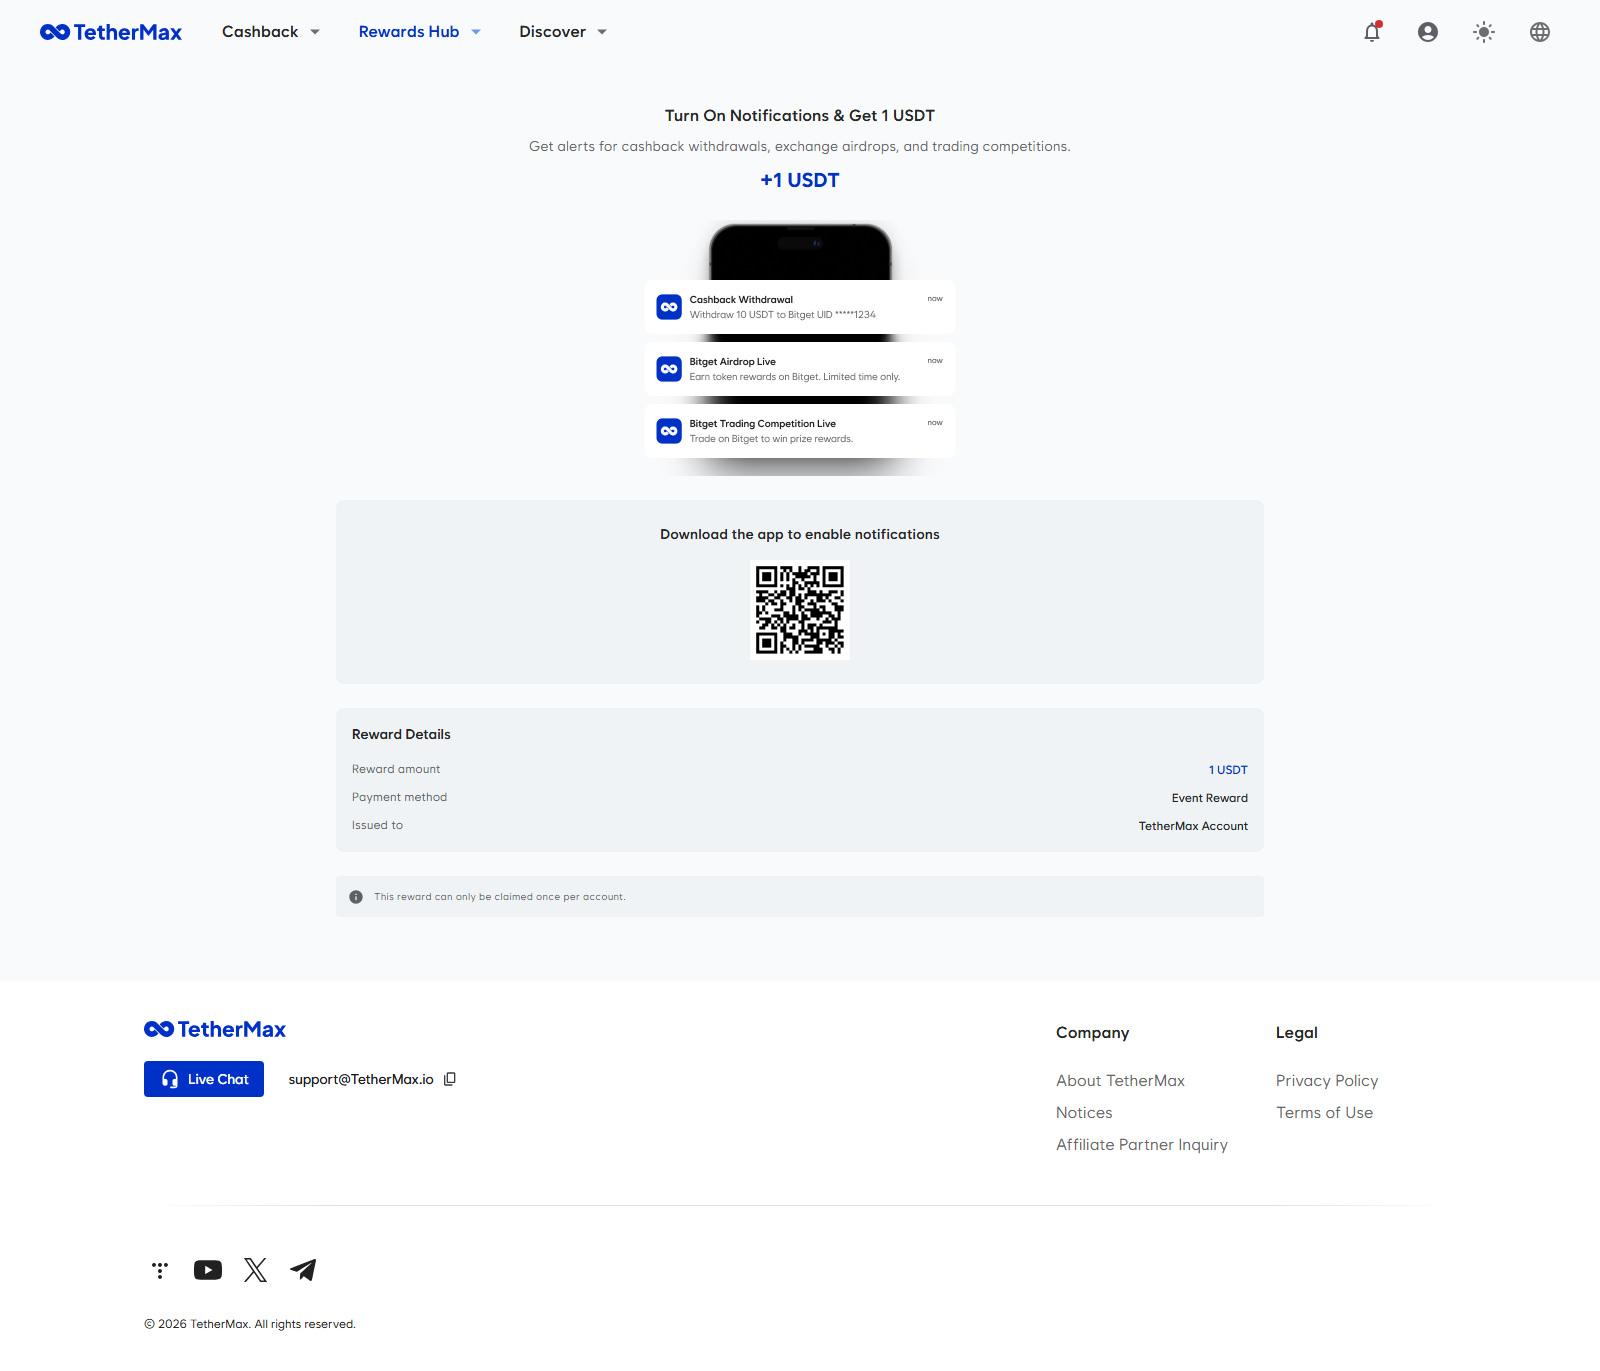 TetherMax
Cashback
Rewards Hub
Discover
Turn On Notifications & Get 1 USDT
Get alerts for cashback withdrawals, exchange airdrops, and trading competitions.
+1 USDT
Cashback Withdrawal
now
Withdraw 10 USDT to Bitget UID *****1234
Bitget Airdrop Live
now
Earn token rewards on Bitget. Limited time only.
Bitget Trading Competition Live
now
Trade on Bitget to win prize rewards.
Download the app to enable notifications
Reward Details
Reward amount
1 USDT
Payment method
Event Reward
Issued to
TetherMax Account
This reward can only be claimed once per account.
TetherMax
Live Chat
support@TetherMax.io
Company
About TetherMax
Notices
Affiliate Partner Inquiry
Legal
Privacy Policy
Terms of Use
© 2026 TetherMax. All rights reserved.